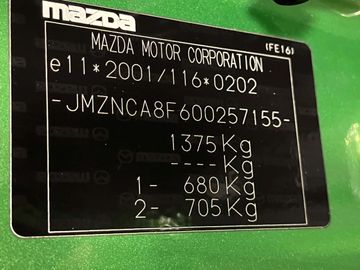 mazda
(FE16)
MAZDA MOTOR CORPORATION
e11*2001/116*0202
-JMZNCA8F600257155-
1375Kg
----Kg
1- 680Kg
2- 705Kg